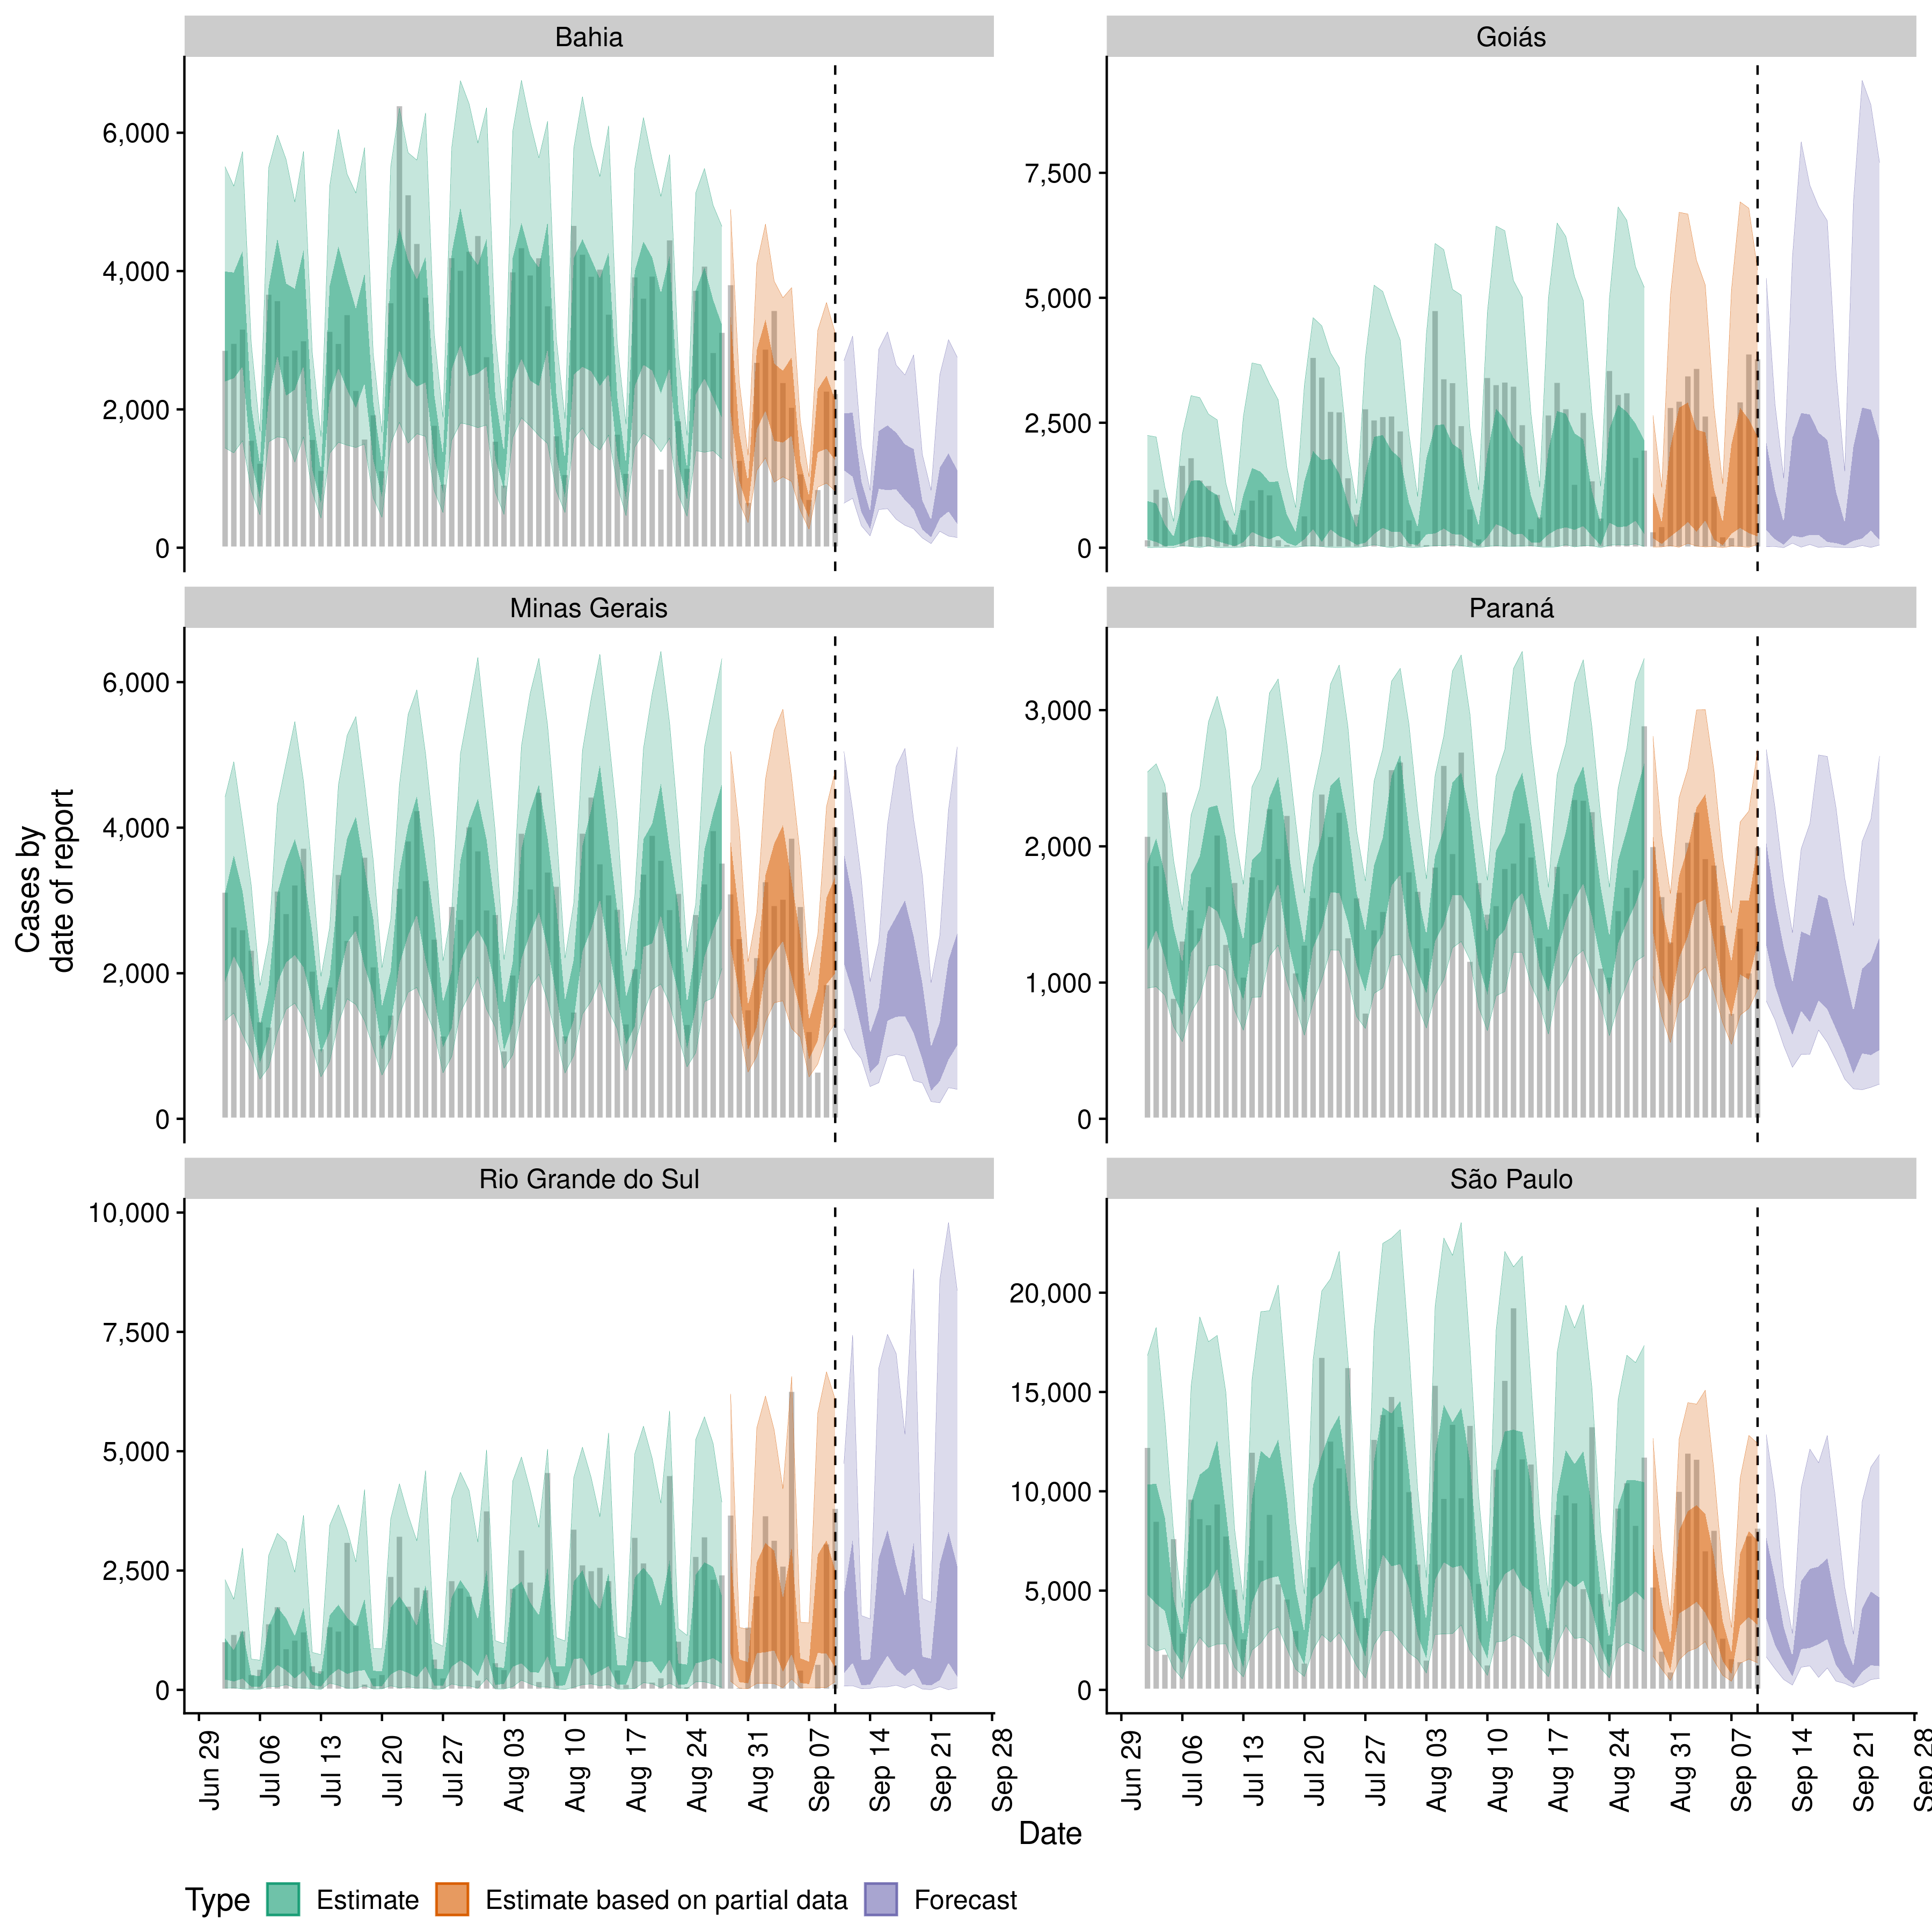 Bahia
Goiás
6,000
4,000
2,000
0
7,500
5,000
2,500
0
Minas Gerais
Paraná
6,000
4,000
2,000
0
3,000
2,000
1,000
0
Cases by
date of report
Rio Grande do Sul
São Paulo
10,000
7,500
5,000
2,500
0
20,000
15,000
10,000
5,000
0
Jun 29 Jul 06 Jul 13 Jul 20 Jul 27 Aug 03 Aug 10 Aug 17 Aug 24 Aug 31 Sep 07 Sep 14 Sep 21 Sep 28
Jun 29 Jul 06 Jul 13 Jul 20 Jul 27 Aug 03 Aug 10 Aug 17 Aug 24 Aug 31 Sep 07 Sep 14 Sep 21 Sep 28
Date
Type Estimate Estimate based on partial data Forecast